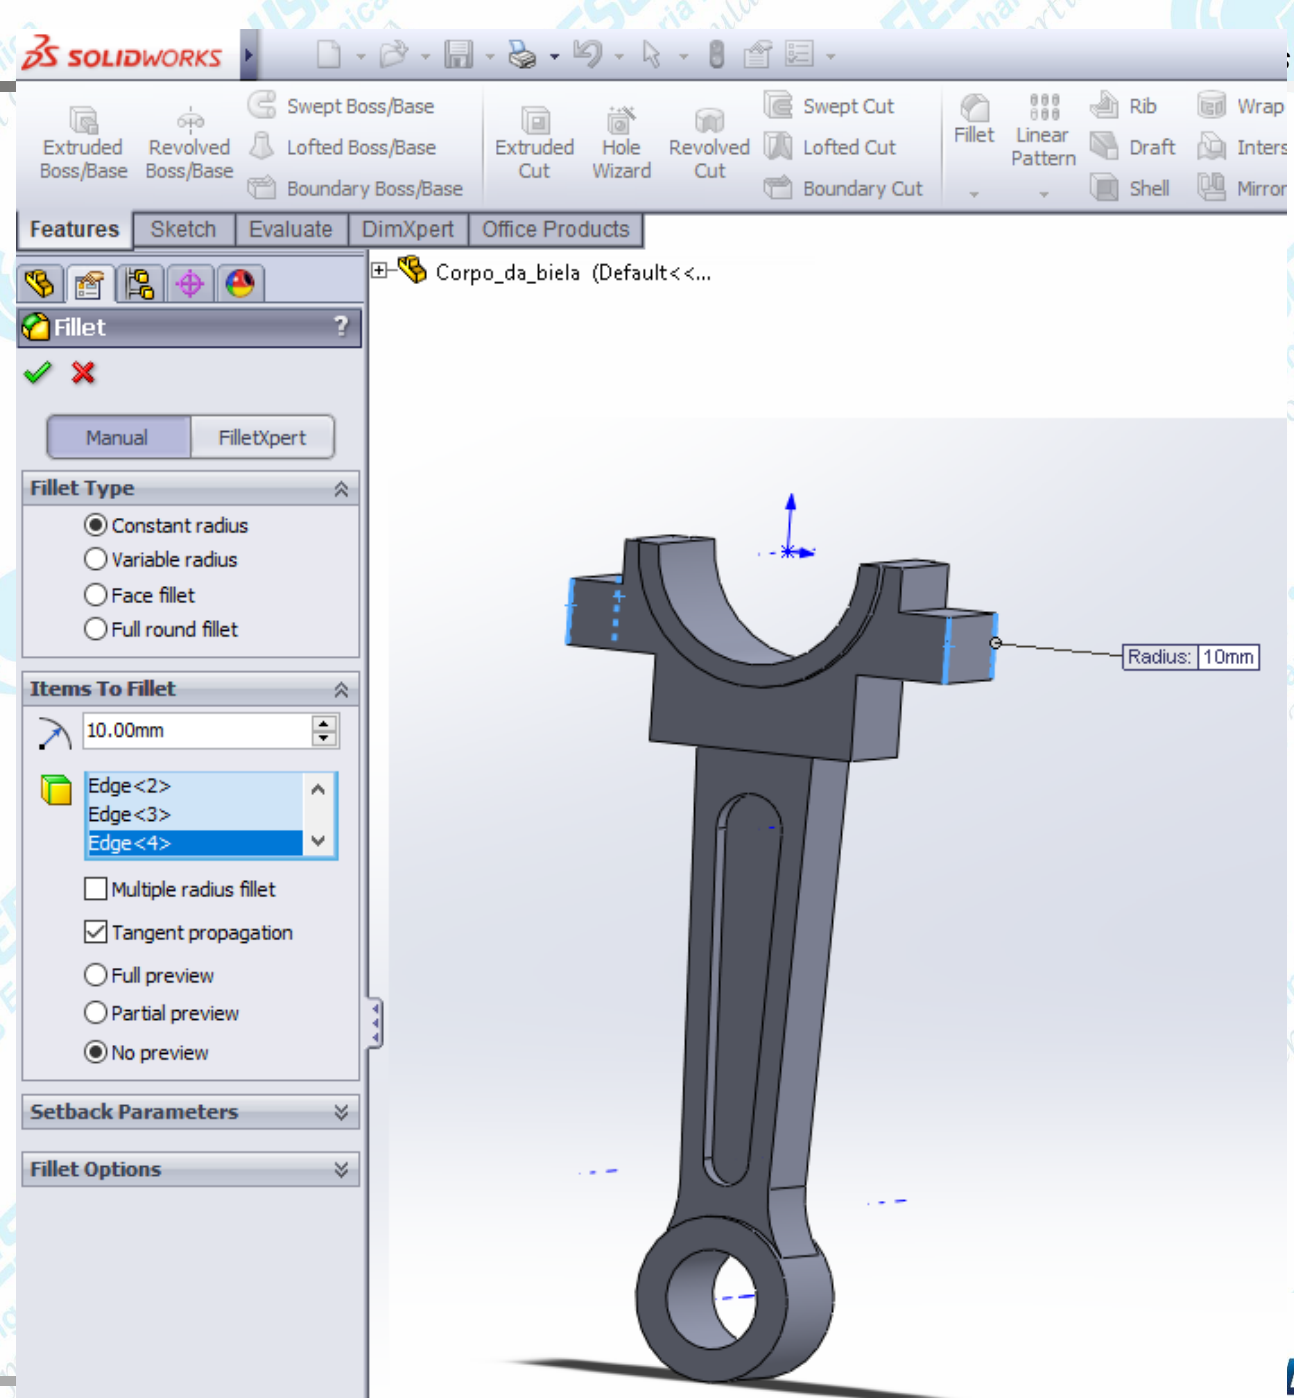 SOLIDWORKS
Extruded Boss/Base
Revolved Boss/Base
Swept Boss/Base
Lofted Boss/Base
Boundary Boss/Base
Extruded Cut
Hole Wizard
Revolved Cut
Swept Cut
Lofted Cut
Boundary Cut
Fillet
Linear Pattern
Rib
Draft
Shell
Wrap
Inters
Mirror
Features Sketch Evaluate DimXpert Office Products
Corpo_da_biela (Default<<...
Fillet ?
Manual FilletXpert
Fillet Type
Constant radius
Variable radius
Face fillet
Full round fillet
Items To Fillet
10.00mm
Edge<2>
Edge<3>
Edge<4>
Multiple radius fillet
Tangent propagation
Full preview
Partial preview
No preview
Setback Parameters
Fillet Options
Radius: 10mm